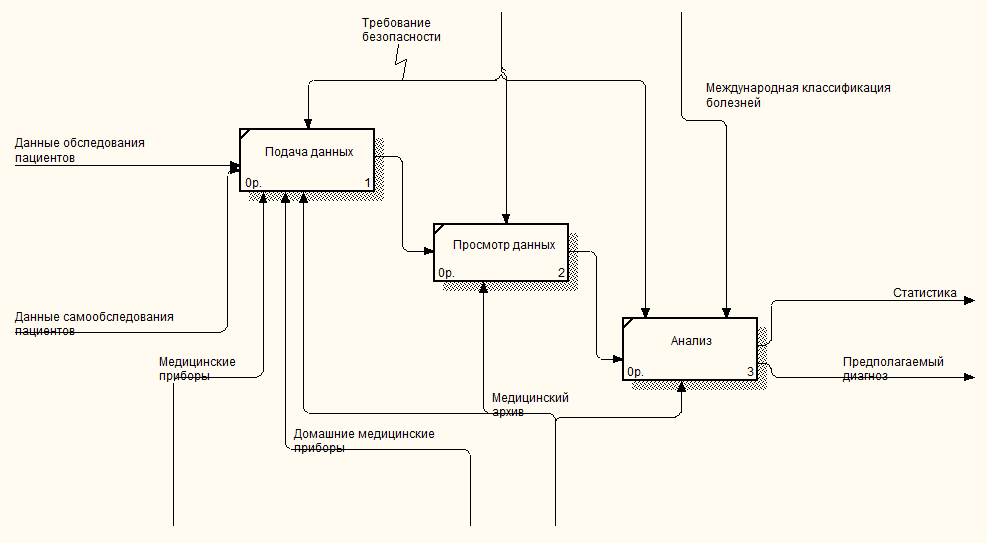 Требование
безопасности
Международная классификация
болезней
Данные обследования
пациентов
Подача данных
0р.
1
Просмотр данных
0р.
2
Данные самообследования
пациентов
Статистика
Анализ
0р.
3
Медицинские
приборы
Предполагаемый
диагноз
Медицинский
архив
Домашние медицинские
приборы